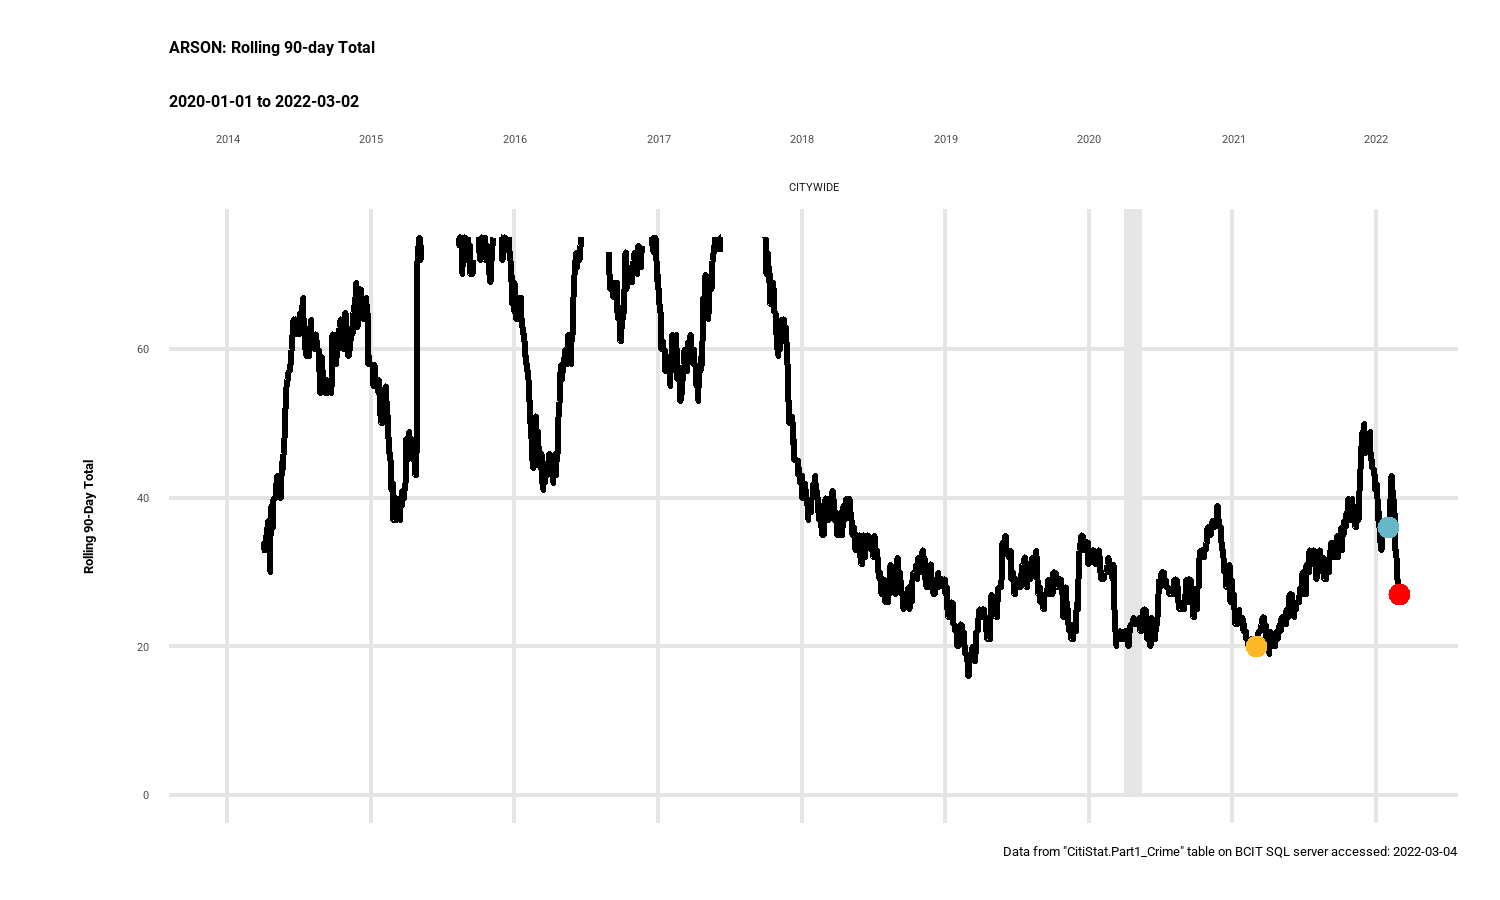 ARSON: Rolling 90-day Total
2020-01-01 to 2022-03-02
2014 2015 2016 2017 2018 2019 2020 2021 2022
CITYWIDE
Rolling 90-Day Total
60
40
20
0
Data from "CitiStat.Part1_Crime" table on BCIT SQL server accessed: 2022-03-04